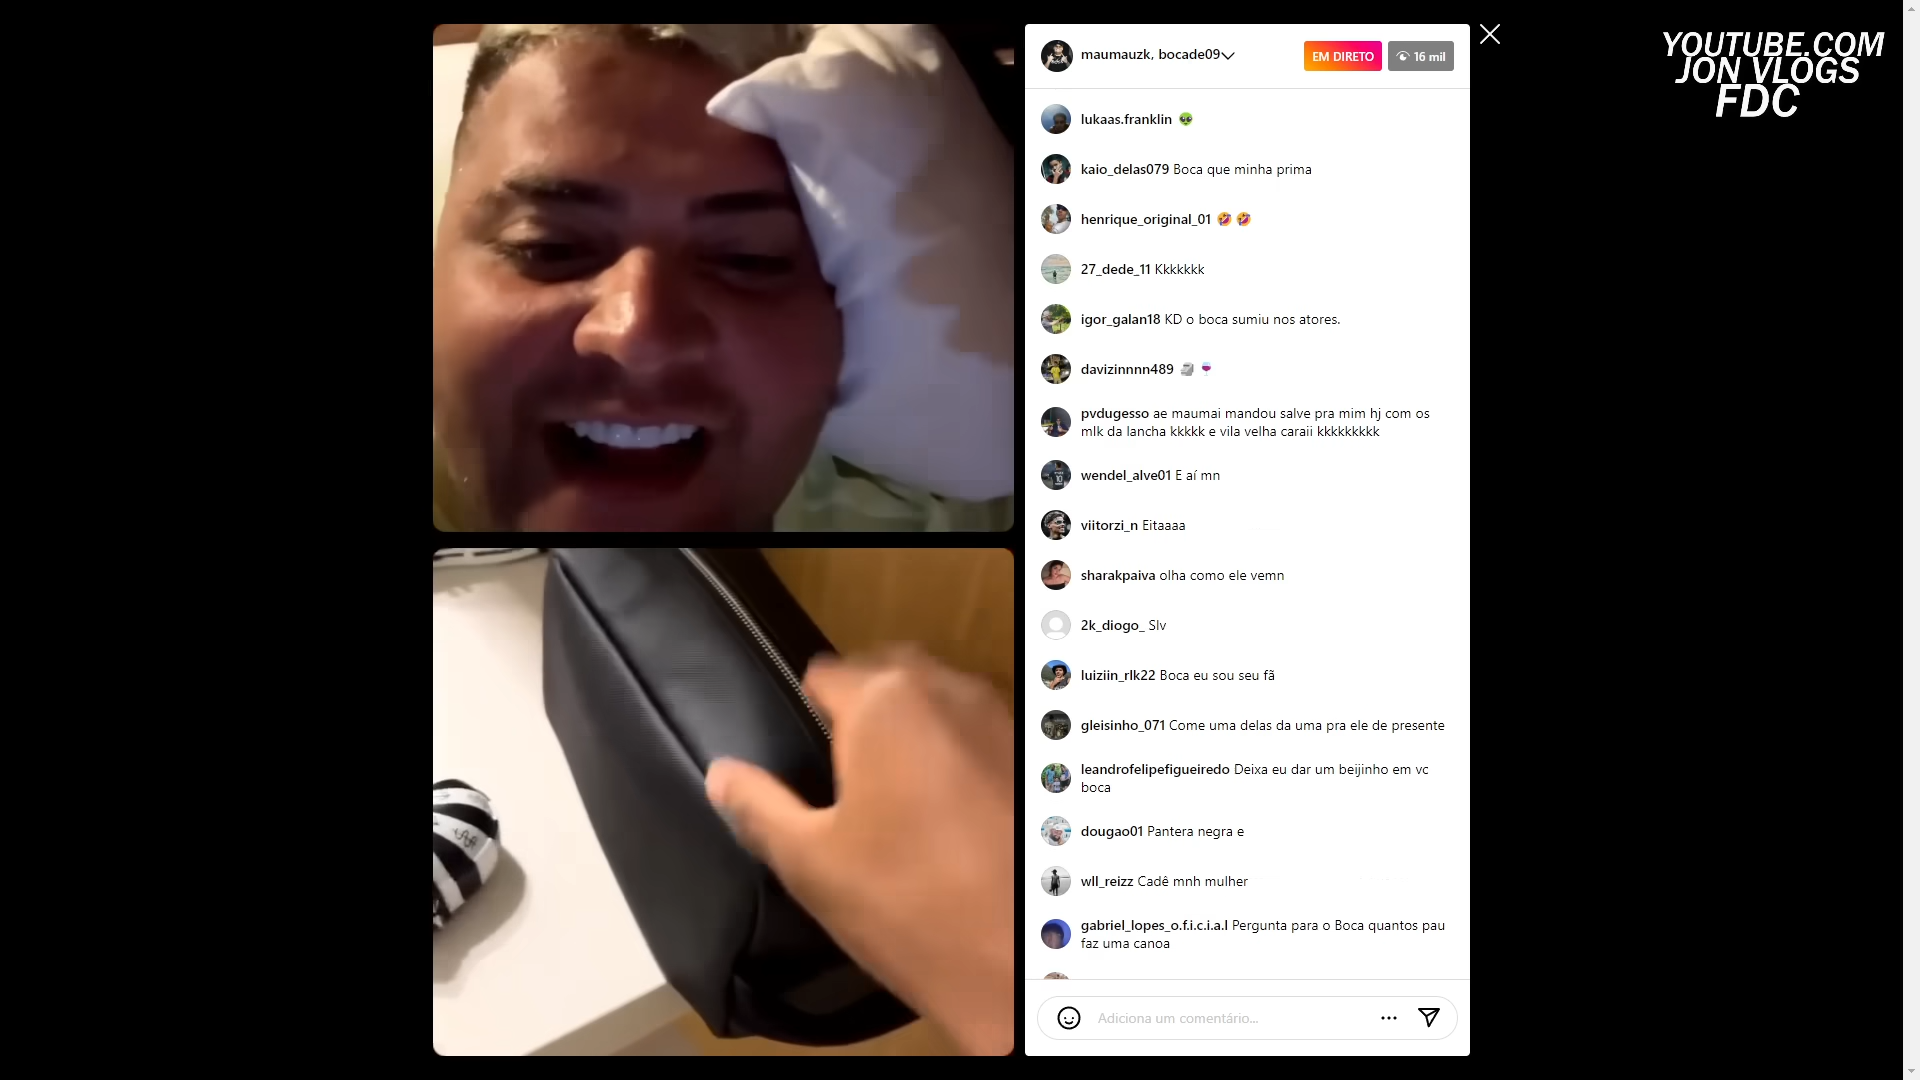 YOUTUBE.COM
JON VLOGS
FDC
maumauzk, bocade09
EM DIRETO
16 mil
lukaas.franklin 👽
kaio_delas079 Boca que minha prima
henrique_original_01 🤣🤣
27_dede_11 Kkkkkkk
igor_galan18 KD o boca sumiu nos atores.
davizinnnn489 🗿🍷
pvdugesso ae maumai mandou salve pra mim hj com os
mlk da lancha kkkkk e vila velha caraii kkkkkkkkk
wendel_alve01 E aí mn
viitorzi_n Eitaaaa
sharakpaiva olha como ele vemn
2k_diogo_ Slv
luiziin_rlk22 Boca eu sou seu fã
gleisinho_071 Come uma delas da uma pra ele de presente
leandrofelipefigueiredo Deixa eu dar um beijinho em vc
boca
dougao01 Pantera negra e
wll_reizz Cadê mnh mulher
gabriel_lopes_o.f.i.c.i.a.l Pergunta para o Boca quantos pau
faz uma canoa
Adiciona um comentário...